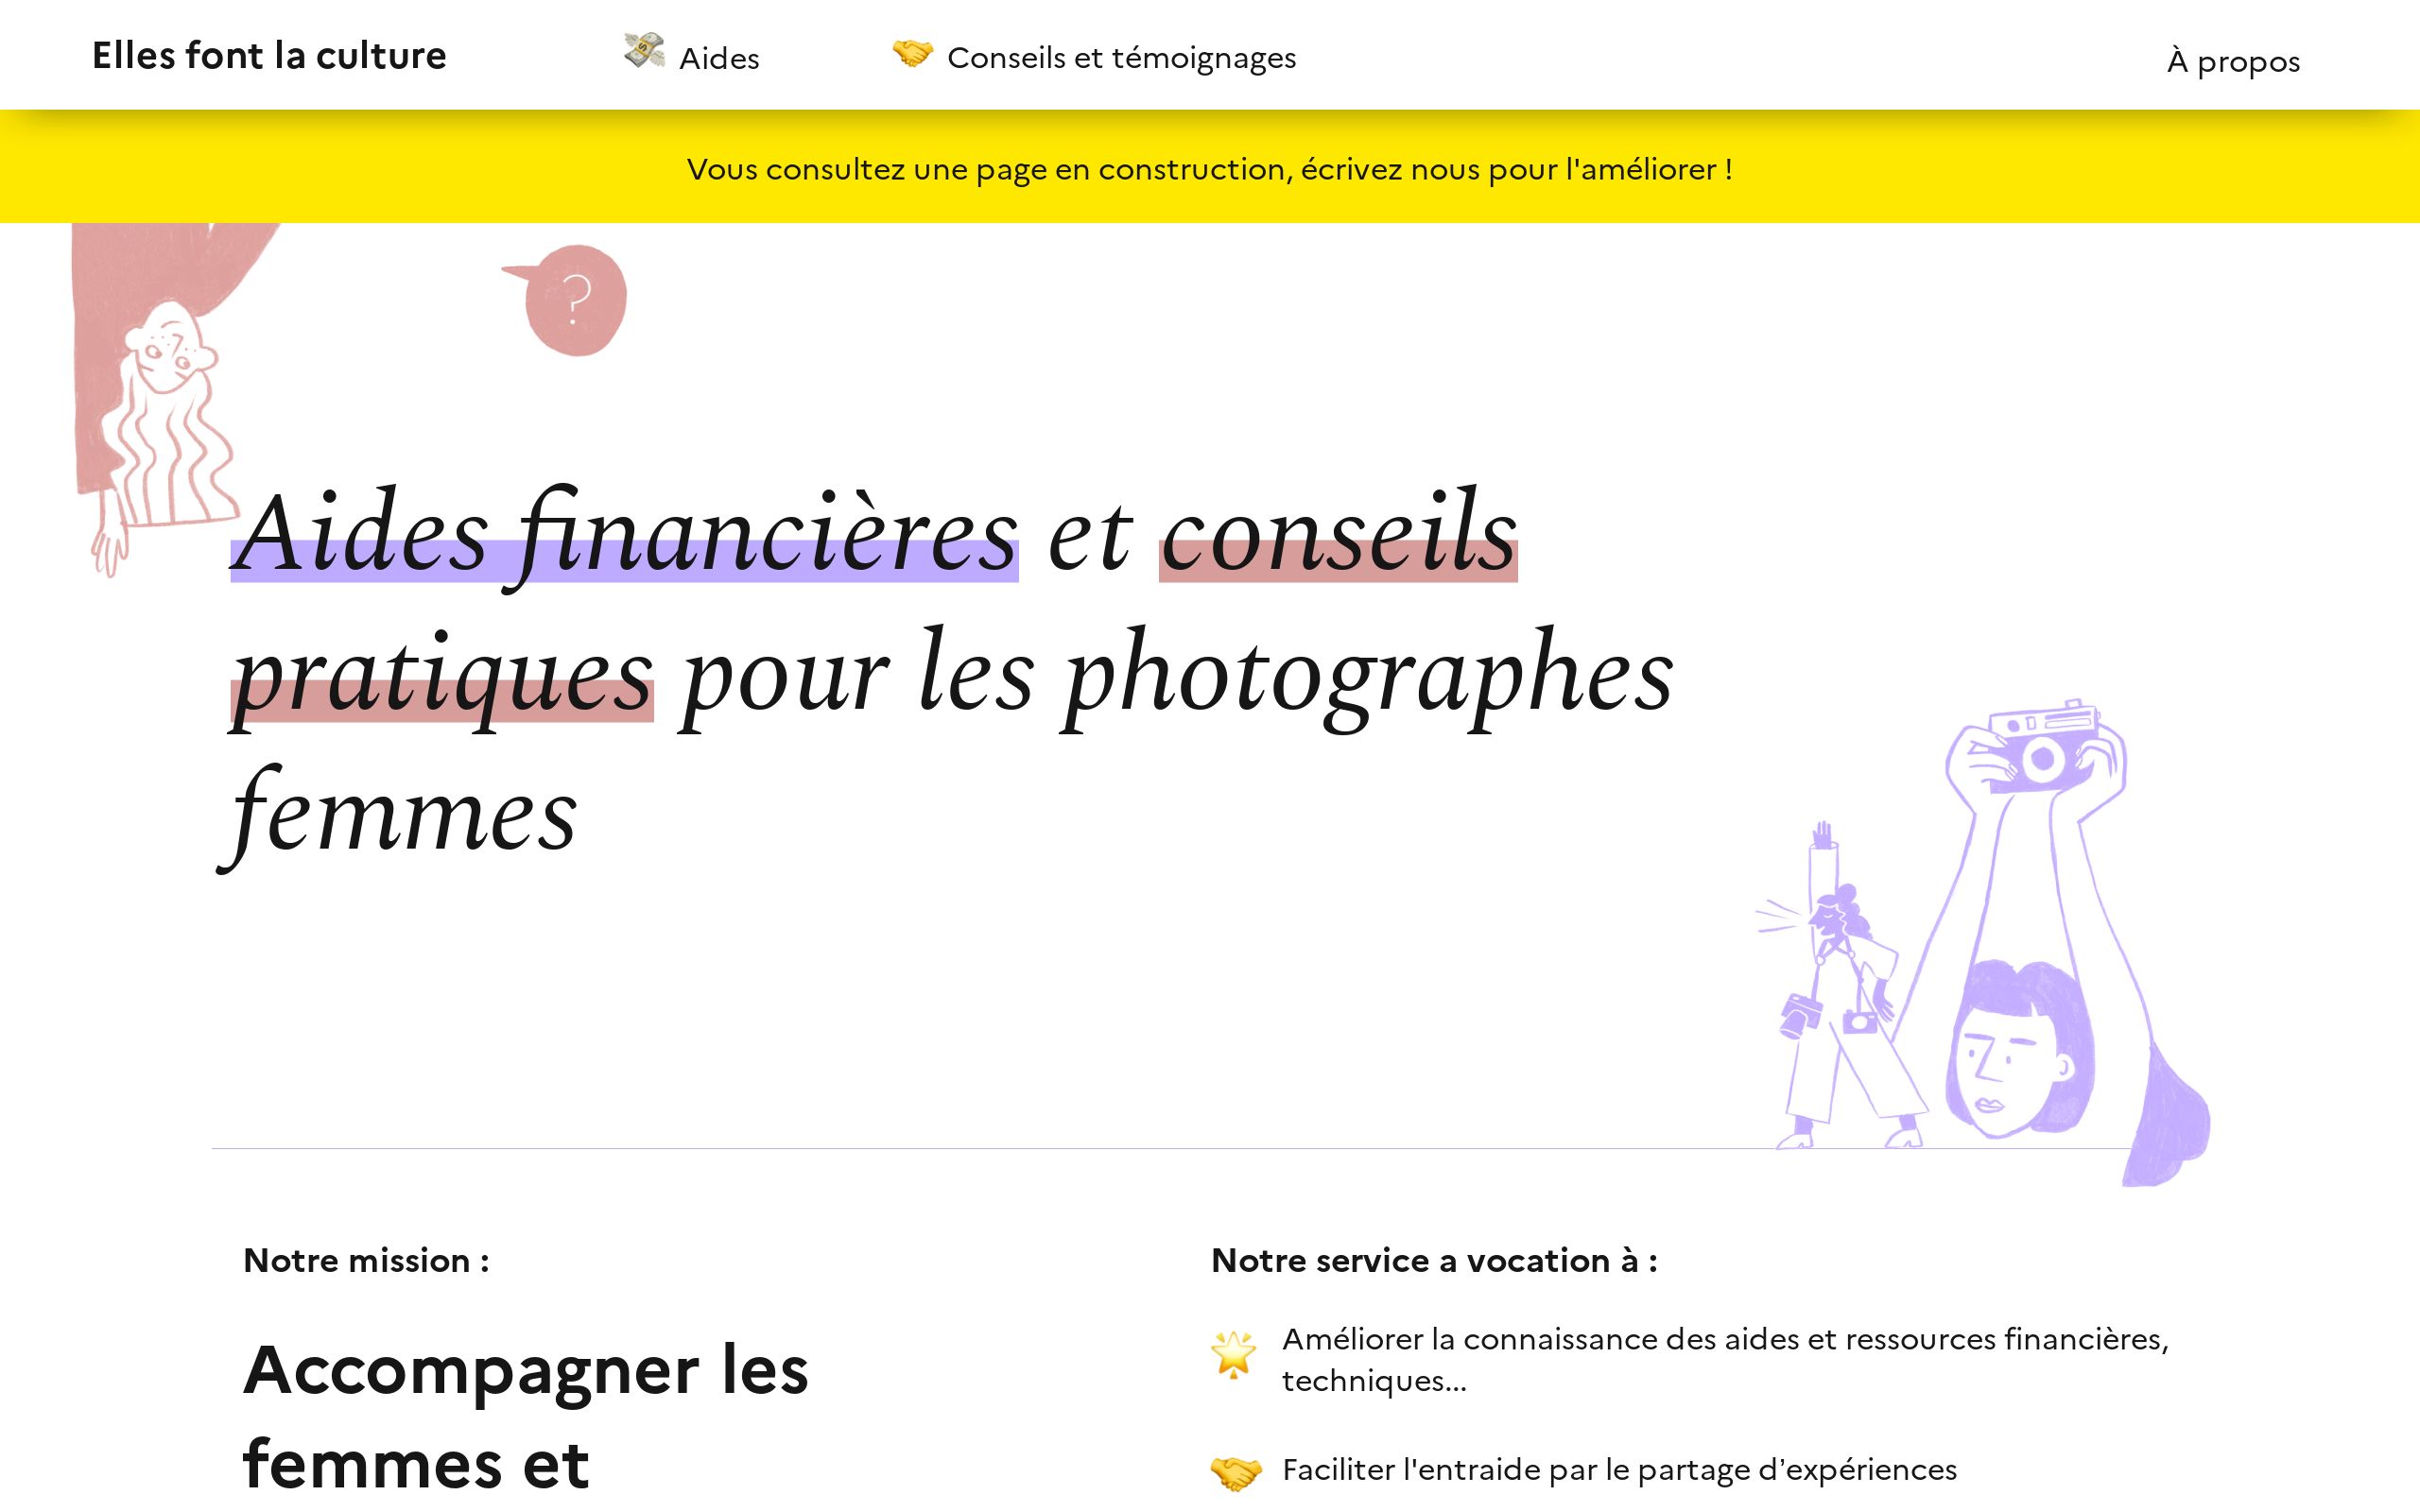 Elles font la culture
Aides
Conseils et témoignages
À propos
Vous consultez une page en construction, écrivez nous pour l'améliorer !
?
Aides financières et conseils
pratiques pour les photographes
femmes
Notre mission :
Accompagner les
femmes et
Notre service a vocation à :
Améliorer la connaissance des aides et ressources financières,
techniques...
Faciliter l'entraide par le partage d’expériences